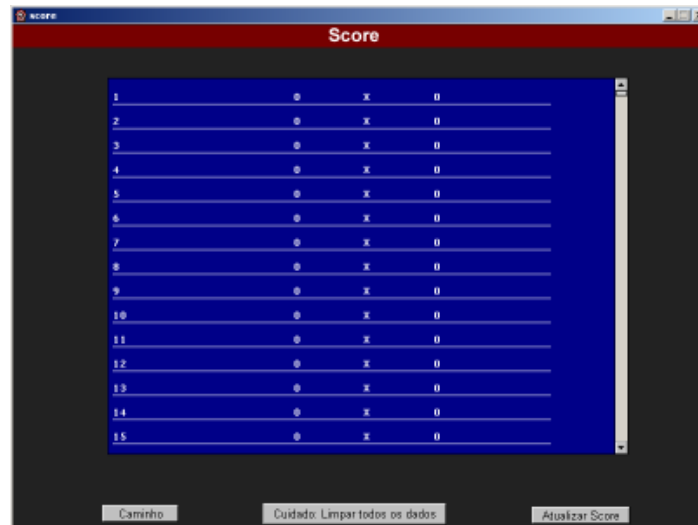 score
Score
1 0 X 0
2 0 X 0
3 0 X 0
4 0 X 0
5 0 X 0
6 0 X 0
7 0 X 0
8 0 X 0
9 0 X 0
10 0 X 0
11 0 X 0
12 0 X 0
13 0 X 0
14 0 X 0
15 0 X 0
Caminho Cuidado: Limpar todos os dados Atualizar Score